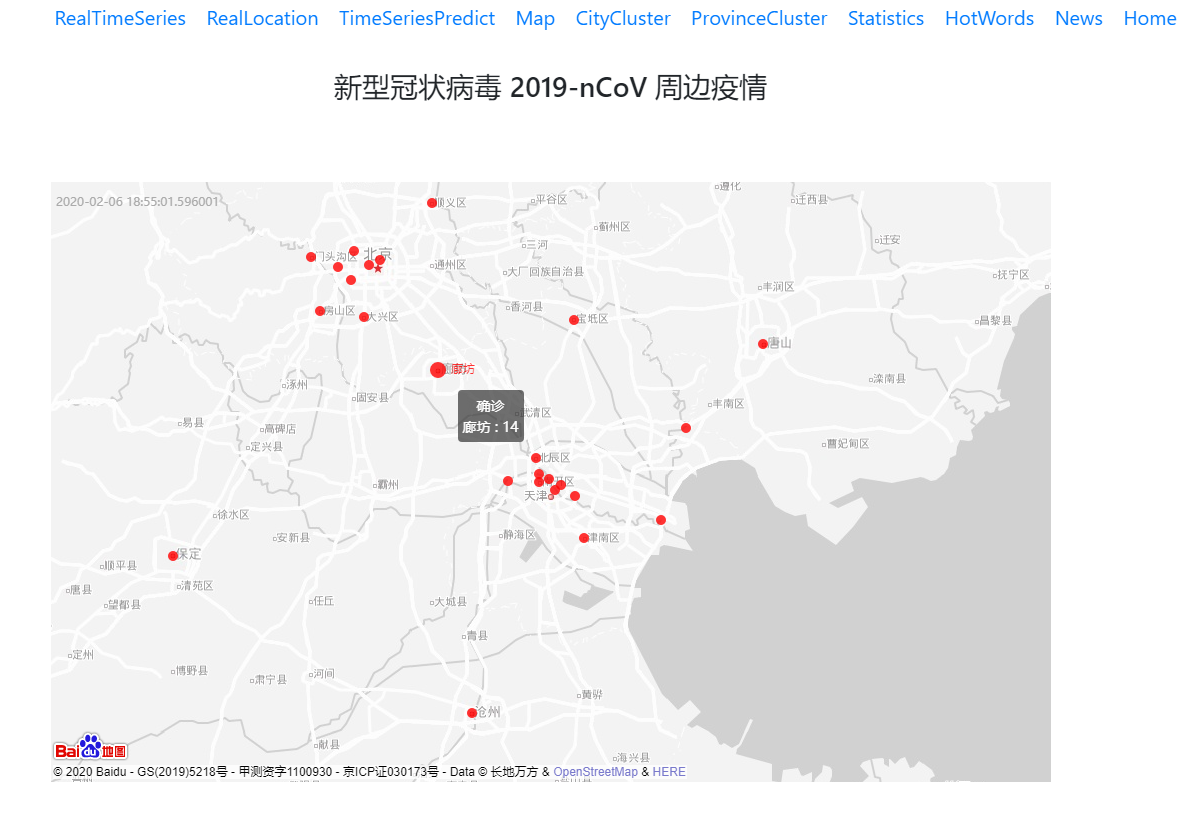 RealTimeSeries RealLocation TimeSeriesPredict Map CityCluster ProvinceCluster Statistics HotWords News Home
新型冠状病毒 2019-nCoV 周边疫情
2020-02-06 18:55:01.596001
遵化
顺义区
平谷区
迁西县
蓟州区
迁安
三河
北京
门头沟区
通州区
大厂回族自治县
抚宁区
丰润区
香河县
房山区
大兴区
宝坻区
昌黎县
唐山
廊坊
涿州
滦南县
固安县
丰南区
武清区
确诊
廊坊 : 14
易县
高碑店
定兴县
曹妃甸区
北辰区
霸州
天津
徐水区
静海区
津南区
安新县
保定
顺平县
唐县
清苑区
望都县
任丘
大城县
青县
定州
博野县
肃宁县
河间
黄骅
沧州
献县
海兴县
Bai du 地图
© 2020 Baidu - GS(2019)5218号 - 甲测资字1100930 - 京ICP证030173号 - Data © 长地万方 & OpenStreetMap & HERE